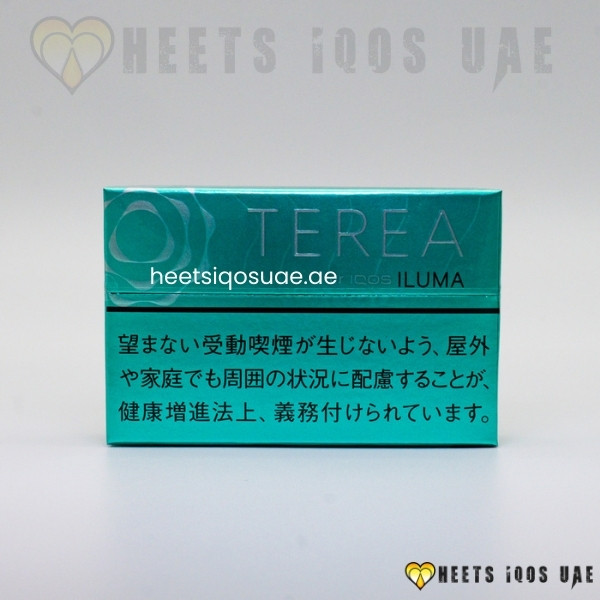 HEETS iQOS UAE
TEREA
heetsiqosuae.ae
IQOS ILUMA
望まない受動喫煙が生じないよう、屋外
や家庭でも周囲の状況に配慮することが、
健康増進法上、義務付けられています。
HEETS iQOS UAE